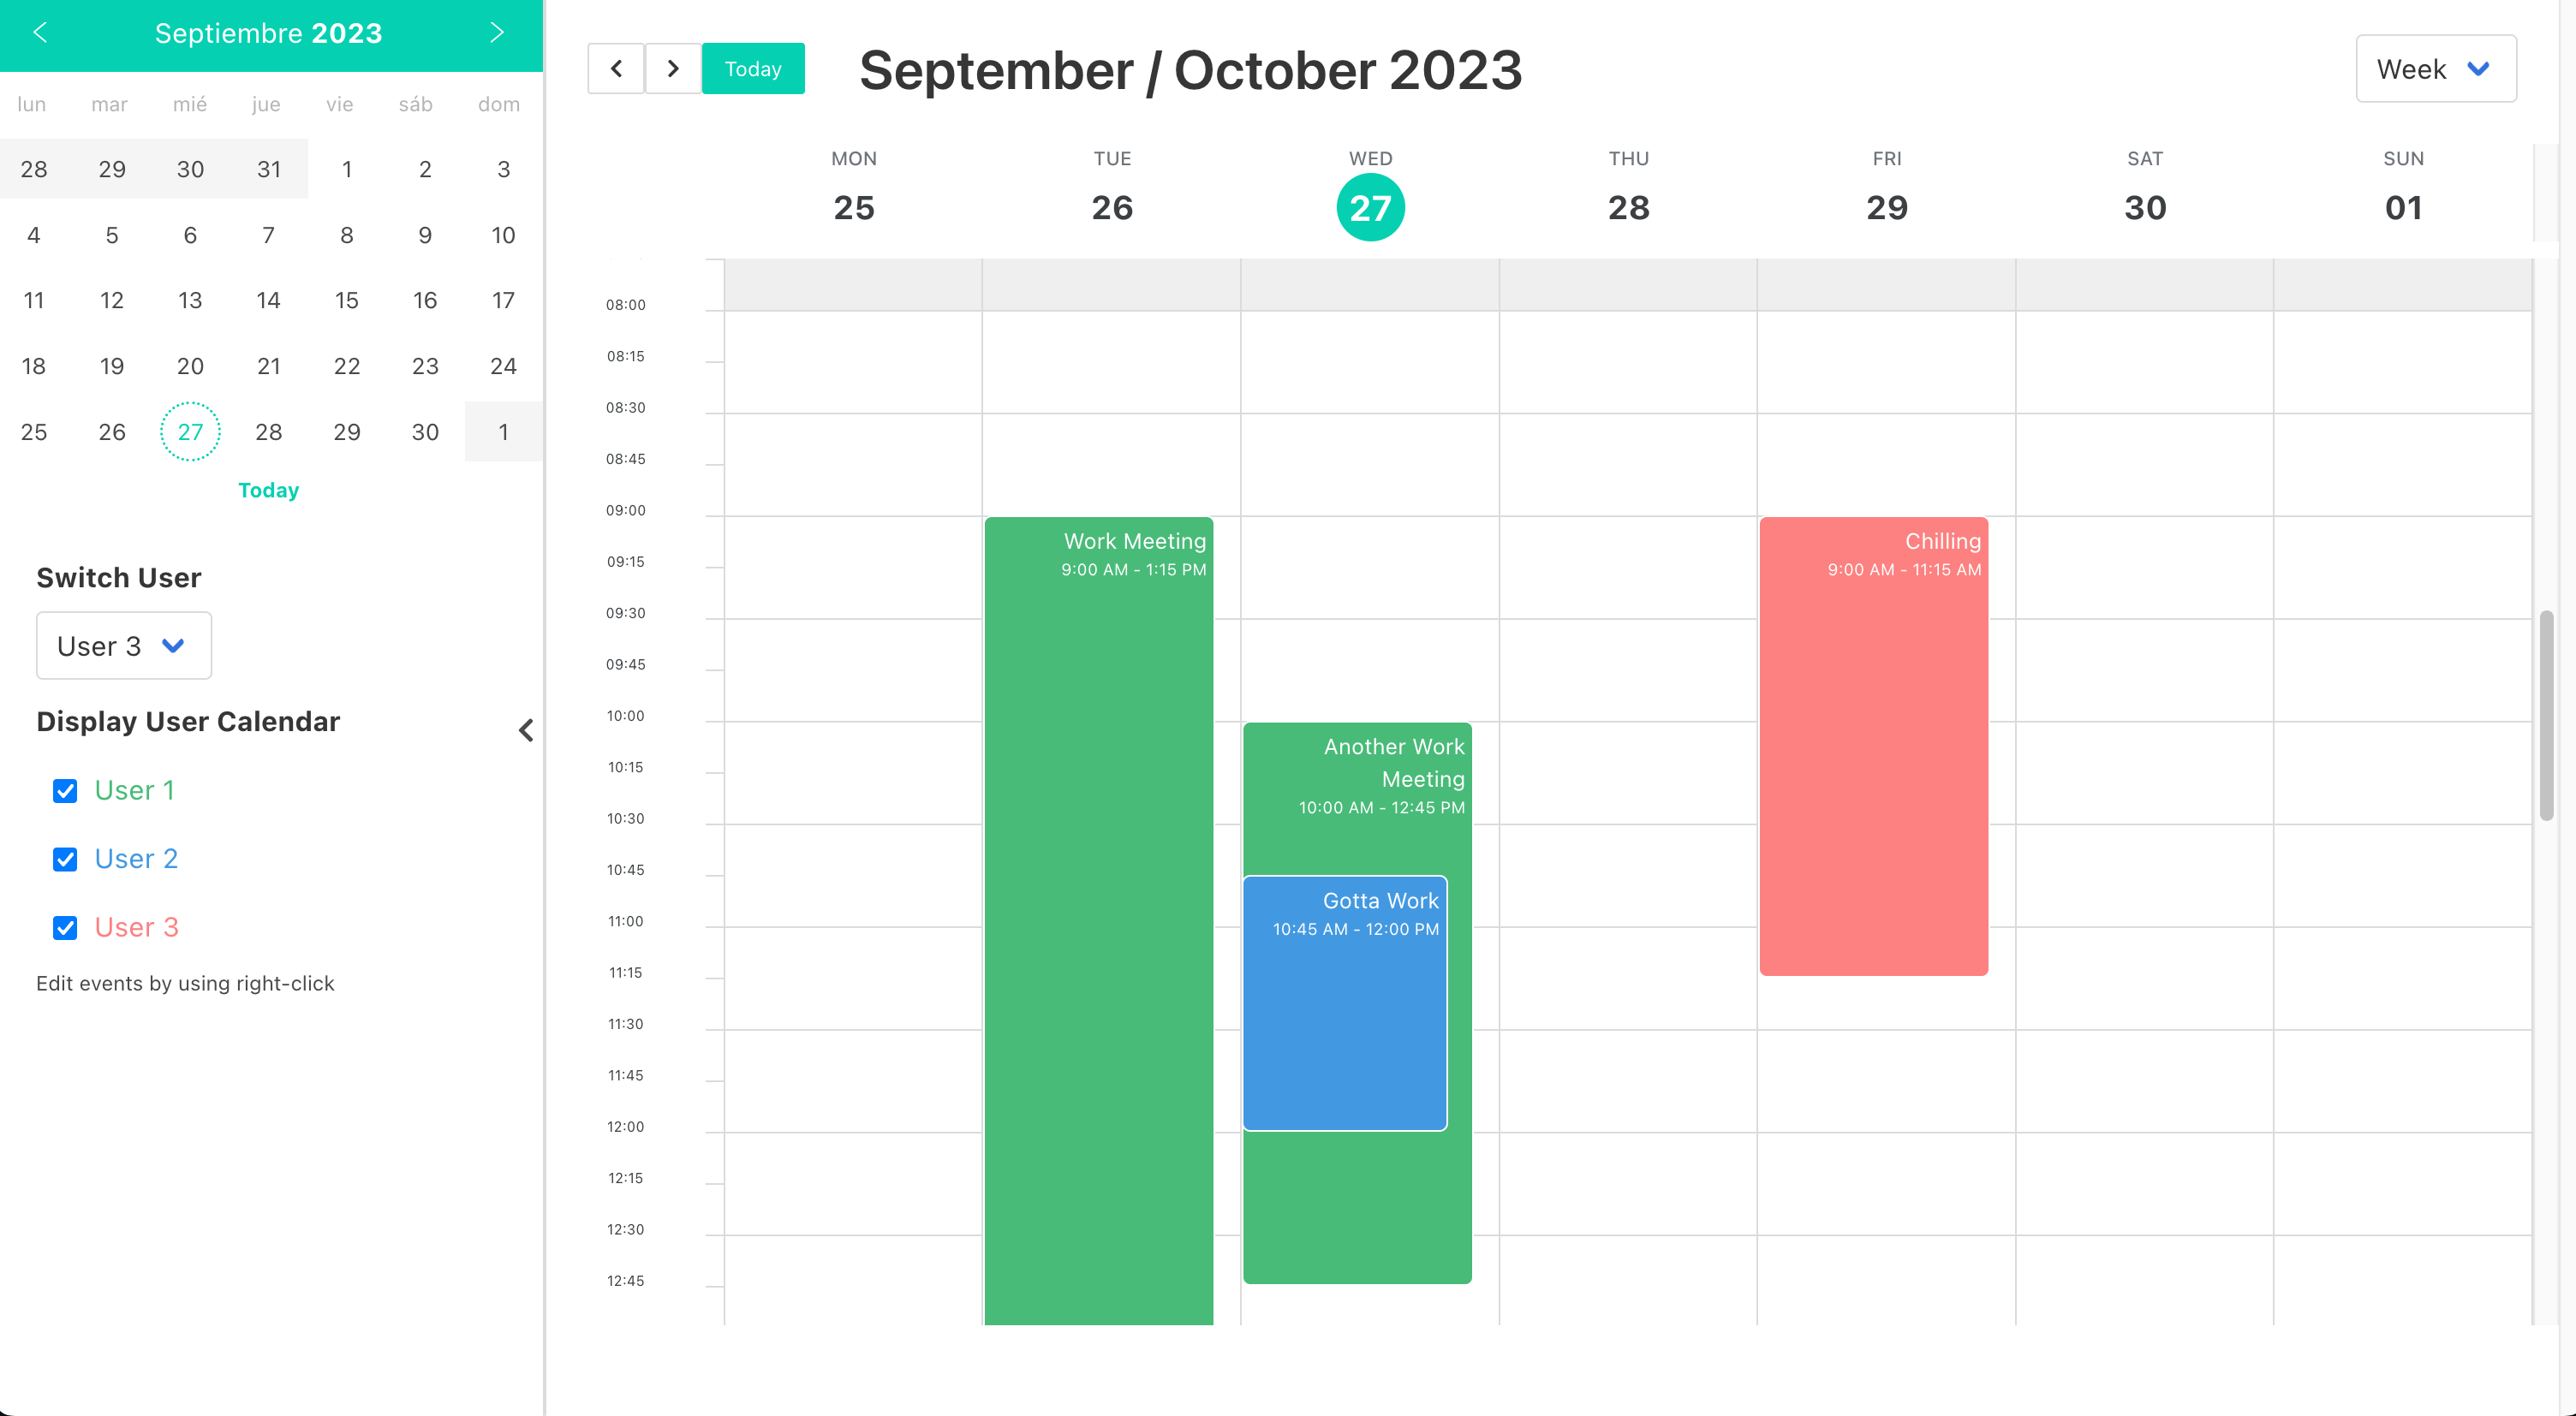 Septiembre 2023
lun mar mié jue vie sáb dom
28 29 30 31 1 2 3
4 5 6 7 8 9 10
11 12 13 14 15 16 17
18 19 20 21 22 23 24
25 26 27 28 29 30 1
Today
Switch User
User 3
Display User Calendar
User 1
User 2
User 3
Edit events by using right-click
Today
September / October 2023
Week
MON TUE WED THU FRI SAT SUN
25 26 27 28 29 30 01
08:00
08:15
08:30
08:45
09:00
09:15
09:30
09:45
10:00
10:15
10:30
10:45
11:00
11:15
11:30
11:45
12:00
12:15
12:30
12:45
Work Meeting
9:00 AM - 1:15 PM
Another Work
Meeting
10:00 AM - 12:45 PM
Gotta Work
10:45 AM - 12:00 PM
Chilling
9:00 AM - 11:15 AM